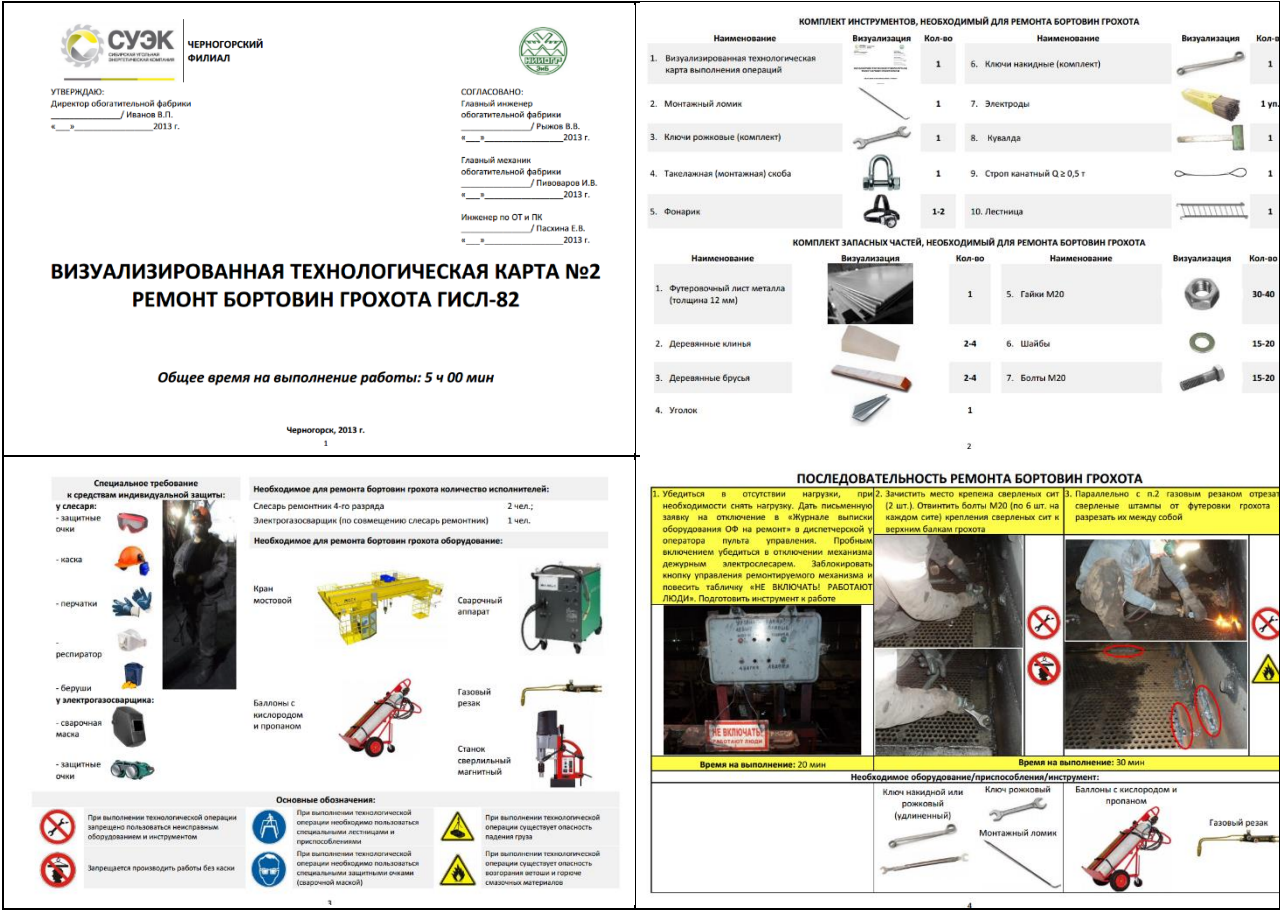 СУЭК
СИБИРСКАЯ УГОЛЬНАЯ
ЭНЕРГЕТИЧЕСКАЯ КОМПАНИЯ
ЧЕРНОГОРСКИЙ
ФИЛИАЛ
УТВЕРЖДАЮ:
Директор обогатительной фабрики
________________/ Иванов В.П.
«___»__________________2013 г.
СОГЛАСОВАНО:
Главный инженер
обогатительной фабрики
________________/ Рыжов В.В.
«___»__________________2013 г.
Главный механик
обогатительной фабрики
________________/ Пивоваров И.В.
«___»__________________2013 г.
Инженер по ОТ и ПК
________________/ Пасхина Е.В.
«___»__________________2013 г.
ВИЗУАЛИЗИРОВАННАЯ ТЕХНОЛОГИЧЕСКАЯ КАРТА №2
РЕМОНТ БОРТОВИН ГРОХОТА ГИСЛ-82
Общее время на выполнение работы: 5 ч 00 мин
Черногорск, 2013 г.
1
КОМПЛЕКТ ИНСТРУМЕНТОВ, НЕОБХОДИМЫЙ ДЛЯ РЕМОНТА БОРТОВИН ГРОХОТА
Наименование Визуализация Кол-во Наименование Визуализация Кол-в
1. Визуализированная технологическая
карта выполнения операций 1 6. Ключи накидные (комплект) 1
2. Монтажный ломик 1 7. Электроды 1 уп.
3. Ключи рожковые (комплект) 1 8. Кувалда 1
4. Такелажная (монтажная) скоба 1 9. Строп канатный Q ≥ 0,5 т 1
5. Фонарик 1-2 10. Лестница 1
КОМПЛЕКТ ЗАПАСНЫХ ЧАСТЕЙ, НЕОБХОДИМЫЙ ДЛЯ РЕМОНТА БОРТОВИН ГРОХОТА
Наименование Визуализация Кол-во Наименование Визуализация Кол-во
1. Футеровочный лист металла
(толщина 12 мм) 1 5. Гайки М20 30-40
2. Деревянные клинья 2-4 6. Шайбы 15-20
3. Деревянные брусья 2-4 7. Болты М20 15-20
4. Уголок 1
2
Специальное требование
к средствам индивидуальной защиты:
у слесаря:
- защитные
очки
- каска
- перчатки
-
респиратор
- беруши
у электрогазосварщика:
- сварочная
маска
- защитные
очки
Необходимое для ремонта бортовин грохота количество исполнителей:
Слесарь ремонтник 4-го разряда 2 чел.;
Электрогазосварщик (по совмещению слесарь ремонтник) 1 чел.
Необходимое для ремонта бортовин грохота оборудование:
Кран
мостовой
Сварочный
аппарат
Баллоны с
кислородом
и пропаном
Газовый
резак
Станок
сверлильный
магнитный
Основные обозначения:
При выполнении технологической операции
запрещено пользоваться неисправным
оборудованием и инструментом
При выполнении технологической
операции необходимо пользоваться
специальными лестницами и
приспособлениями
При выполнении технологической
операции существует опасность
падения груза
Запрещается производить работы без каски
При выполнении технологической
операции необходимо пользоваться
специальными защитными очками
(сварочной маской)
При выполнении технологической
операции существует опасность
возгорания ветоши и горюче
смазочных материалов
3
ПОСЛЕДОВАТЕЛЬНОСТЬ РЕМОНТА БОРТОВИН ГРОХОТА
1. Убедиться в отсутствии нагрузки, при
необходимости снять нагрузку. Дать письменную
заявку на отключение в «Журнале выписки
оборудования ОФ на ремонт» в диспетчерской у
оператора пульта управления. Пробным
включением убедиться в отключении механизма
дежурным электрослесарем. Заблокировать
кнопку управления ремонтируемого механизма и
повесить табличку «НЕ ВКЛЮЧАТЬ! РАБОТАЮТ
ЛЮДИ». Подготовить инструмент к работе
2. Зачистить место крепежа сверленых сит
(2 шт.). Отвинтить болты М20 (по 6 шт. на
каждом сите) крепления сверленых сит к
верхним балкам грохота
3. Параллельно с п.2 газовым резаком отрезат
сверленые штампы от футеровки грохота
разрезать их между собой
НЕ ВКЛЮЧАТЬ!
РАБОТАЮТ ЛЮДИ
Время на выполнение: 20 мин
Время на выполнение: 30 мин
Необходимое оборудование/приспособления/инструмент:
Ключ накидной или
рожковый
(удлиненный)
Ключ рожковый
Монтажный ломик
Баллоны с кислородом и
пропаном
Газовый резак
4